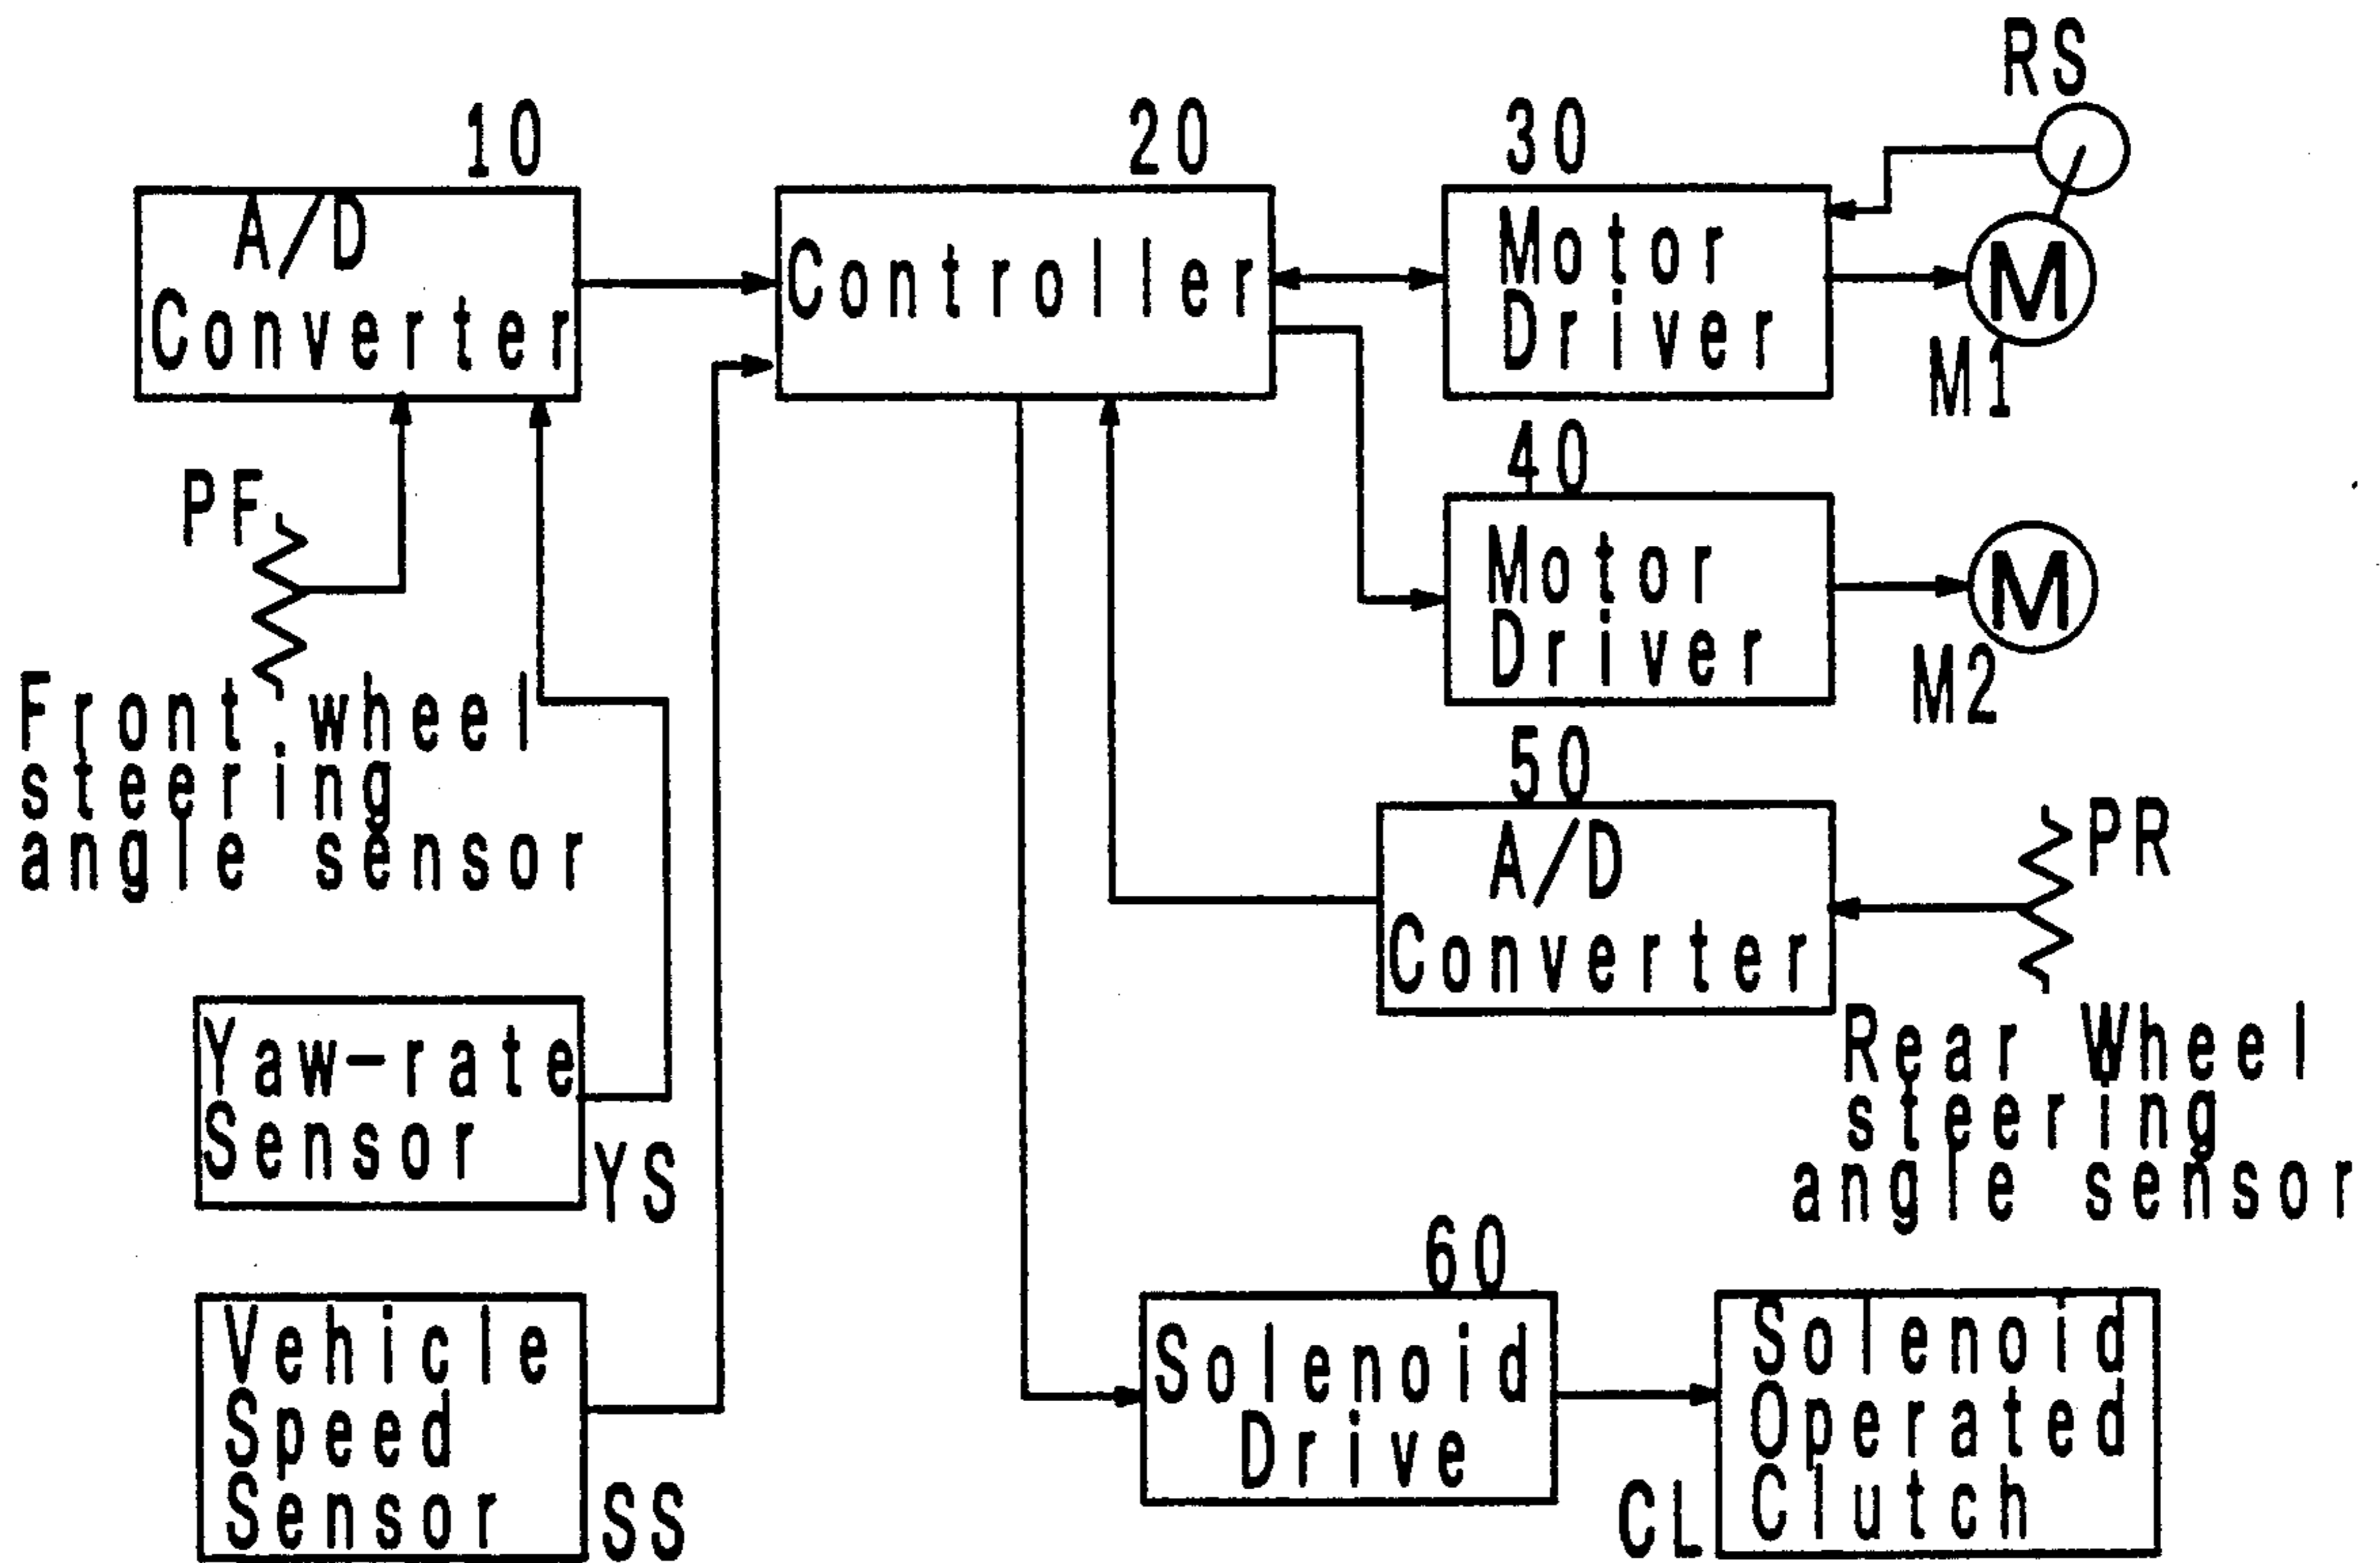 RS
10
20
30
A/D
Converter
Controller
Motor
Driver
M
M1
PF
40
Motor
Driver
M
M2
Front wheel
steering
angle sensor
50
A/D
Converter
PR
Rear Wheel
steering
angle sensor
Yaw-rate
Sensor
YS
60
Vehicle
Speed
Sensor
SS
Solenoid
Drive
Solenoid
Operated
Clutch
CL